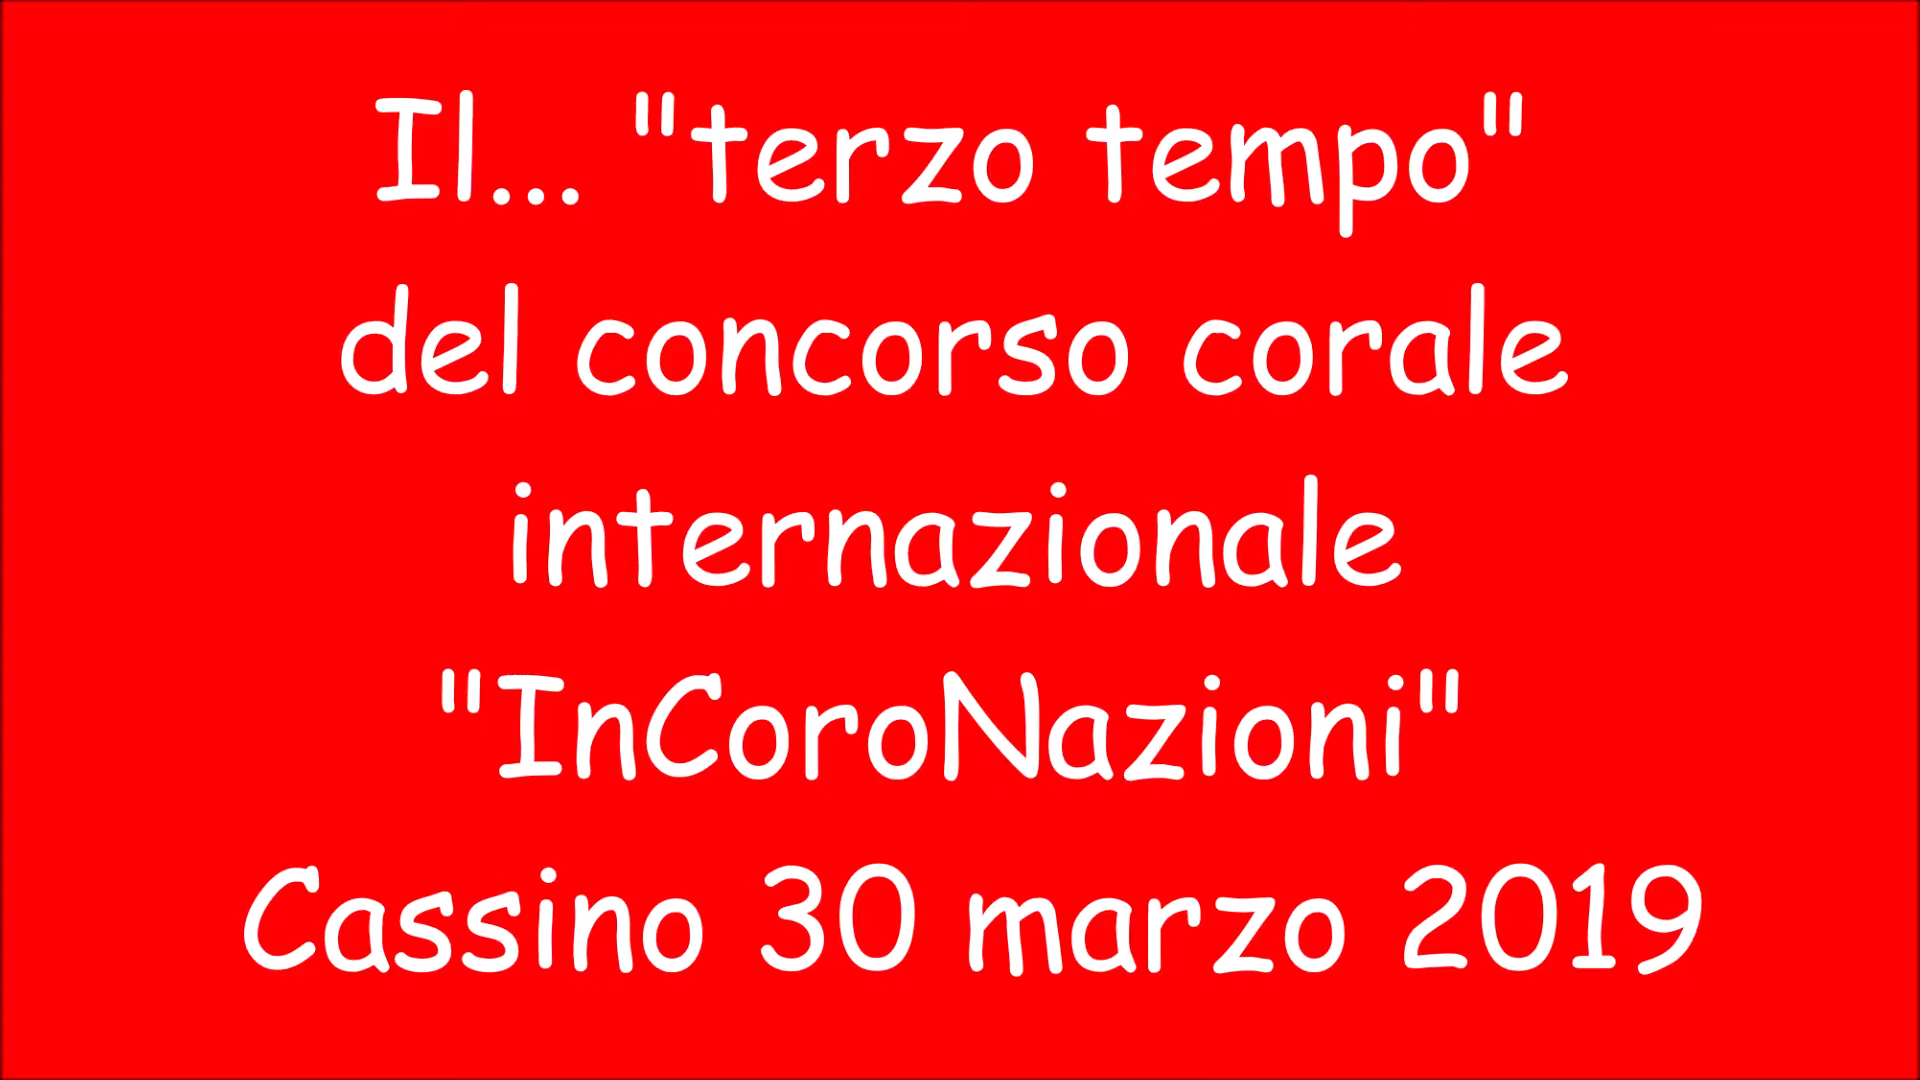 Il... "terzo tempo"
del concorso corale
internazionale
"InCoroNazioni"
Cassino 30 marzo 2019